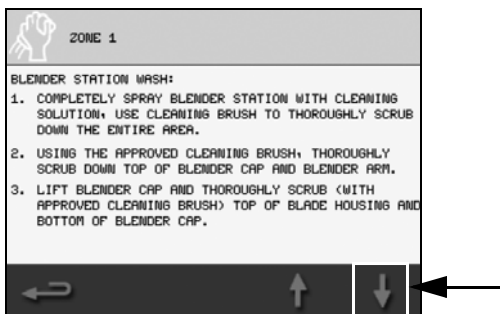 ZONE 1
BLENDER STATION WASH:
1. COMPLETELY SPRAY BLENDER STATION WITH CLEANING
SOLUTION, USE CLEANING BRUSH TO THOROUGHLY SCRUB
DOWN THE ENTIRE AREA.
2. USING THE APPROVED CLEANING BRUSH, THOROUGHLY
SCRUB DOWN TOP OF BLENDER CAP AND BLENDER ARM.
3. LIFT BLENDER CAP AND THOROUGHLY SCRUB (WITH
APPROVED CLEANING BRUSH) TOP OF BLADE HOUSING AND
BOTTOM OF BLENDER CAP.